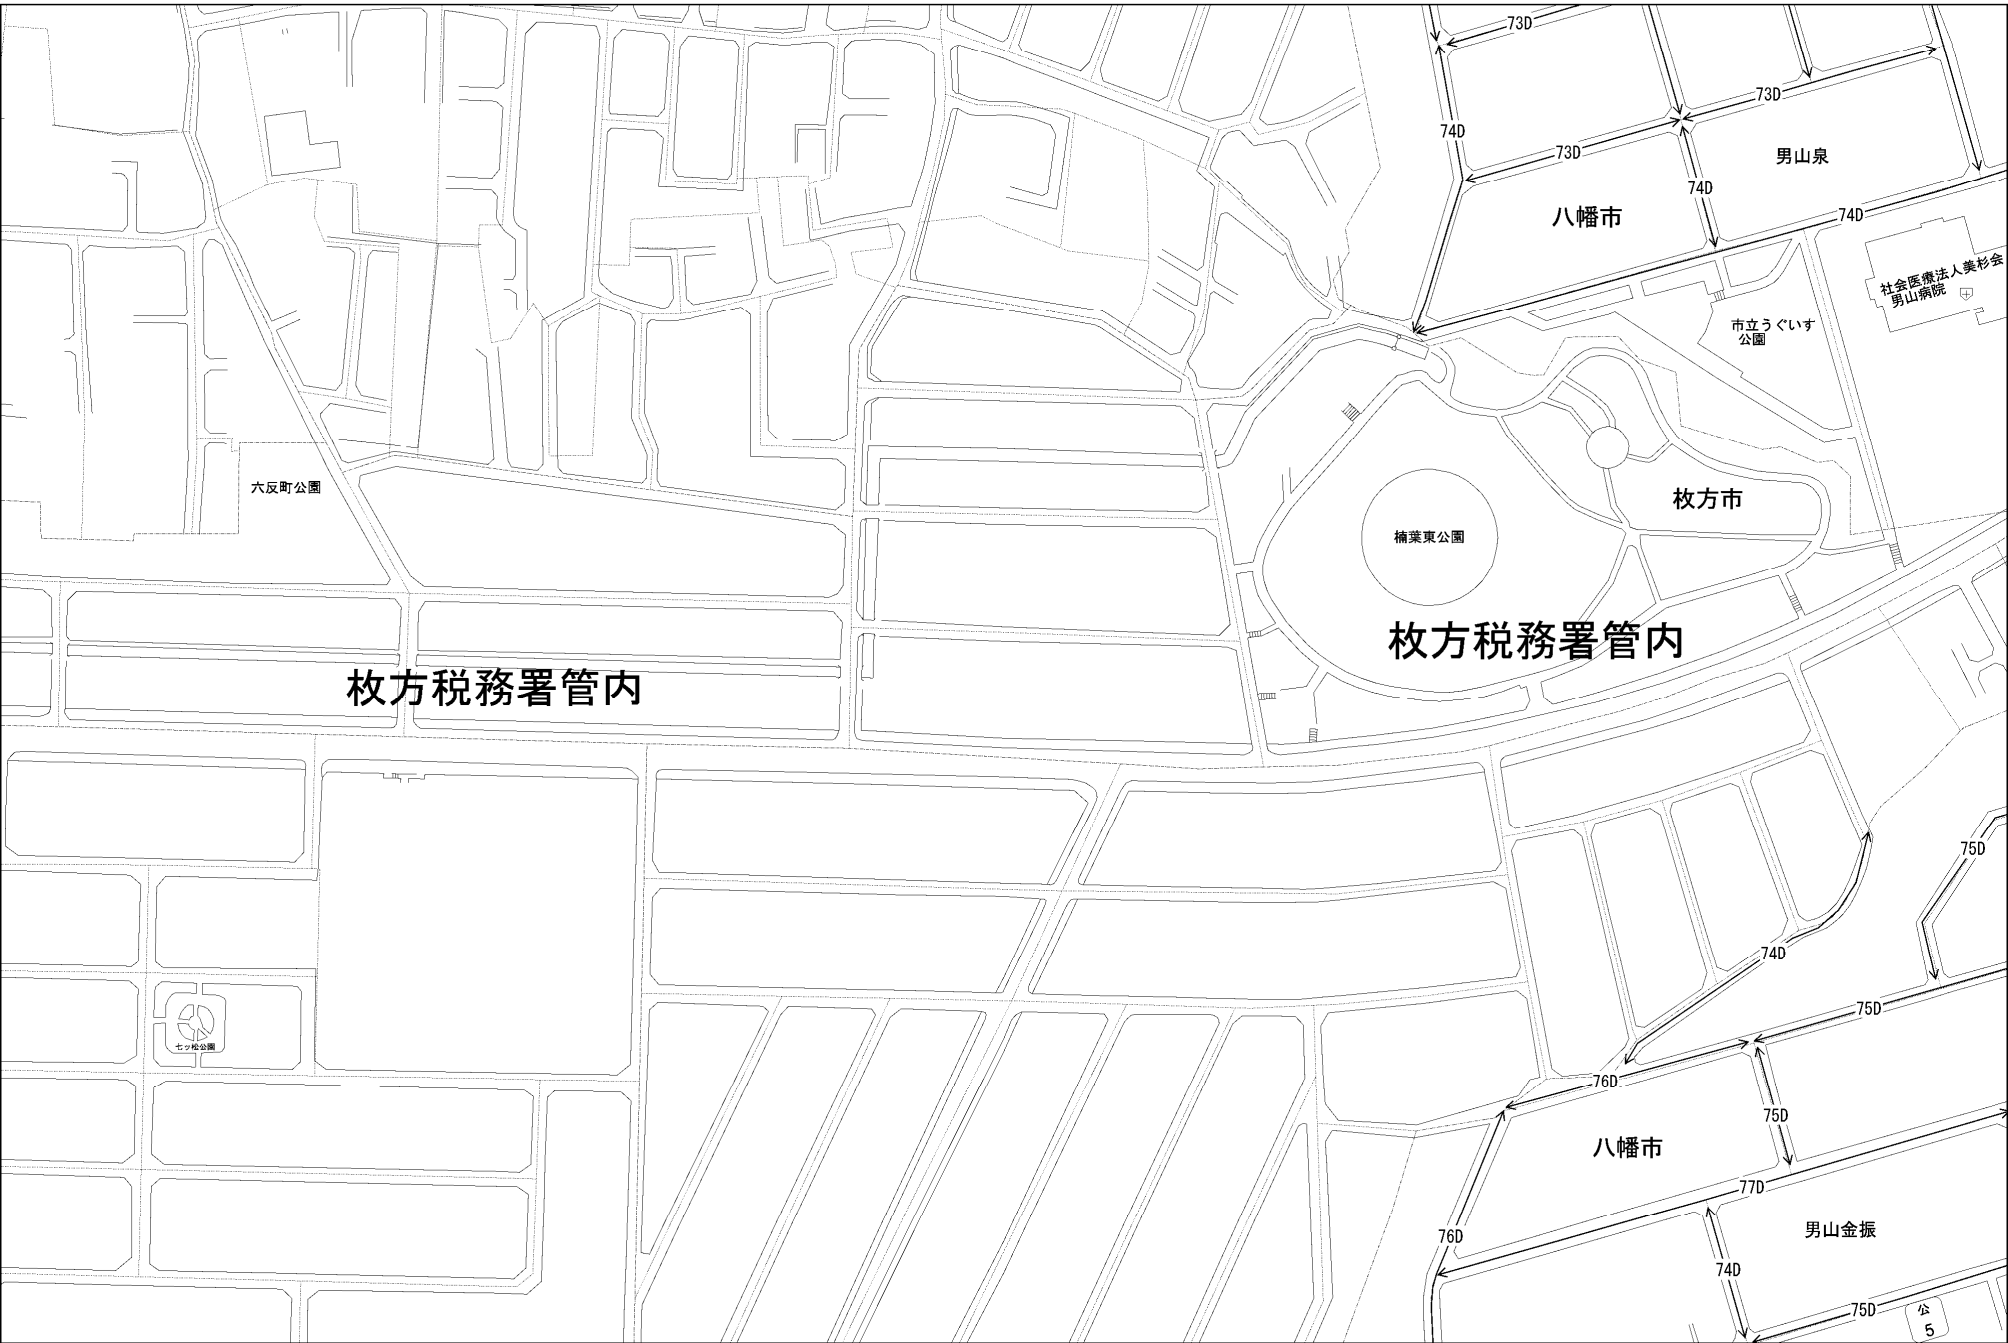 73D
73D
74D
73D
男山泉
74D
八幡市
74D
社会医療法人美杉会
男山病院
市立うぐいす
公園
六反町公園
枚方市
楠葉東公園
枚方税務署管内
枚方税務署管内
75D
74D
75D
七ッ松公園
76D
75D
八幡市
77D
男山金振
76D
74D
75D
公
5